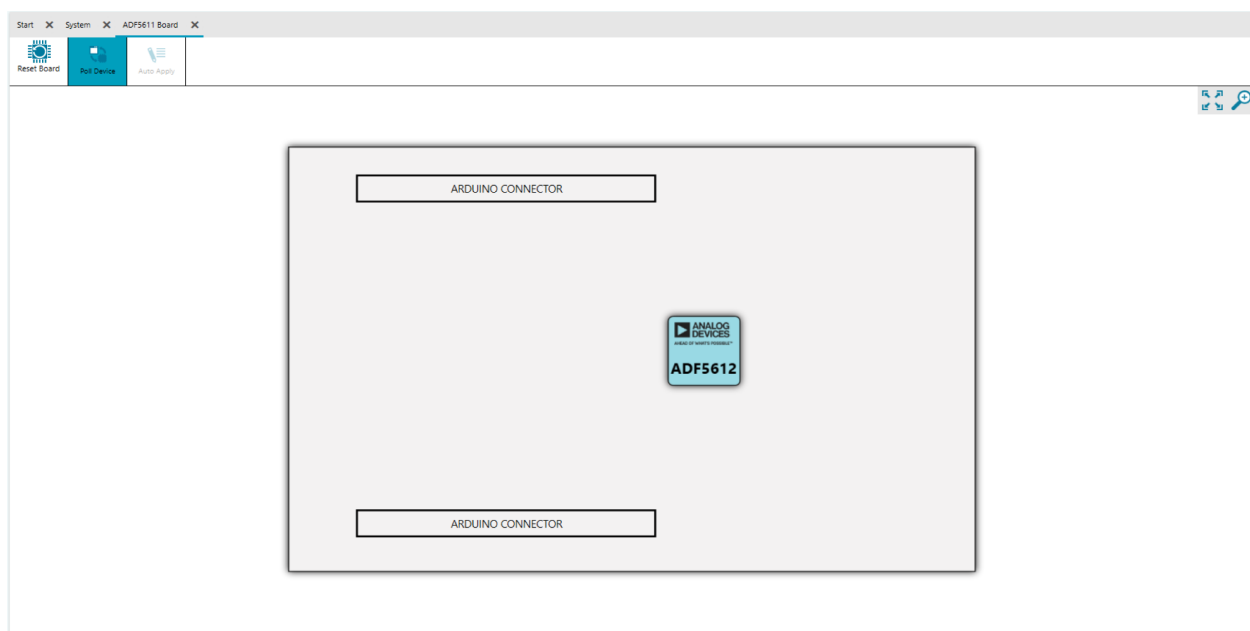 Start System ADF5611 Board
Reset Board Poll Device Auto Apply
ARDUINO CONNECTOR
ANALOG
DEVICES
AHEAD OF WHAT'S POSSIBLE™
ADF5612
ARDUINO CONNECTOR